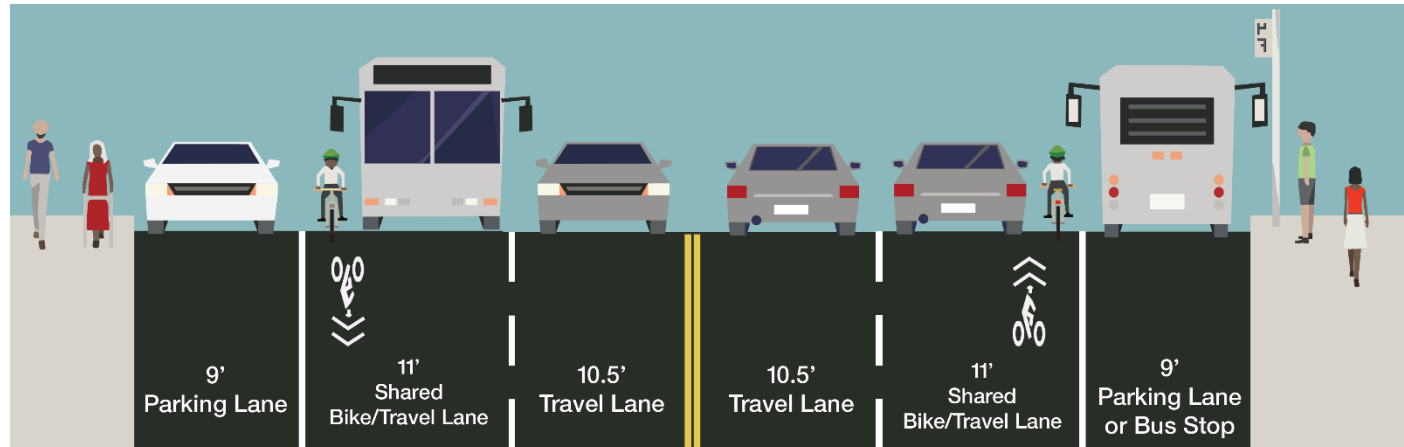 9’
Parking Lane
11’
Shared
Bike/Travel Lane
10.5’
Travel Lane
10.5’
Travel Lane
11’
Shared
Bike/Travel Lane
9’
Parking Lane
or Bus Stop